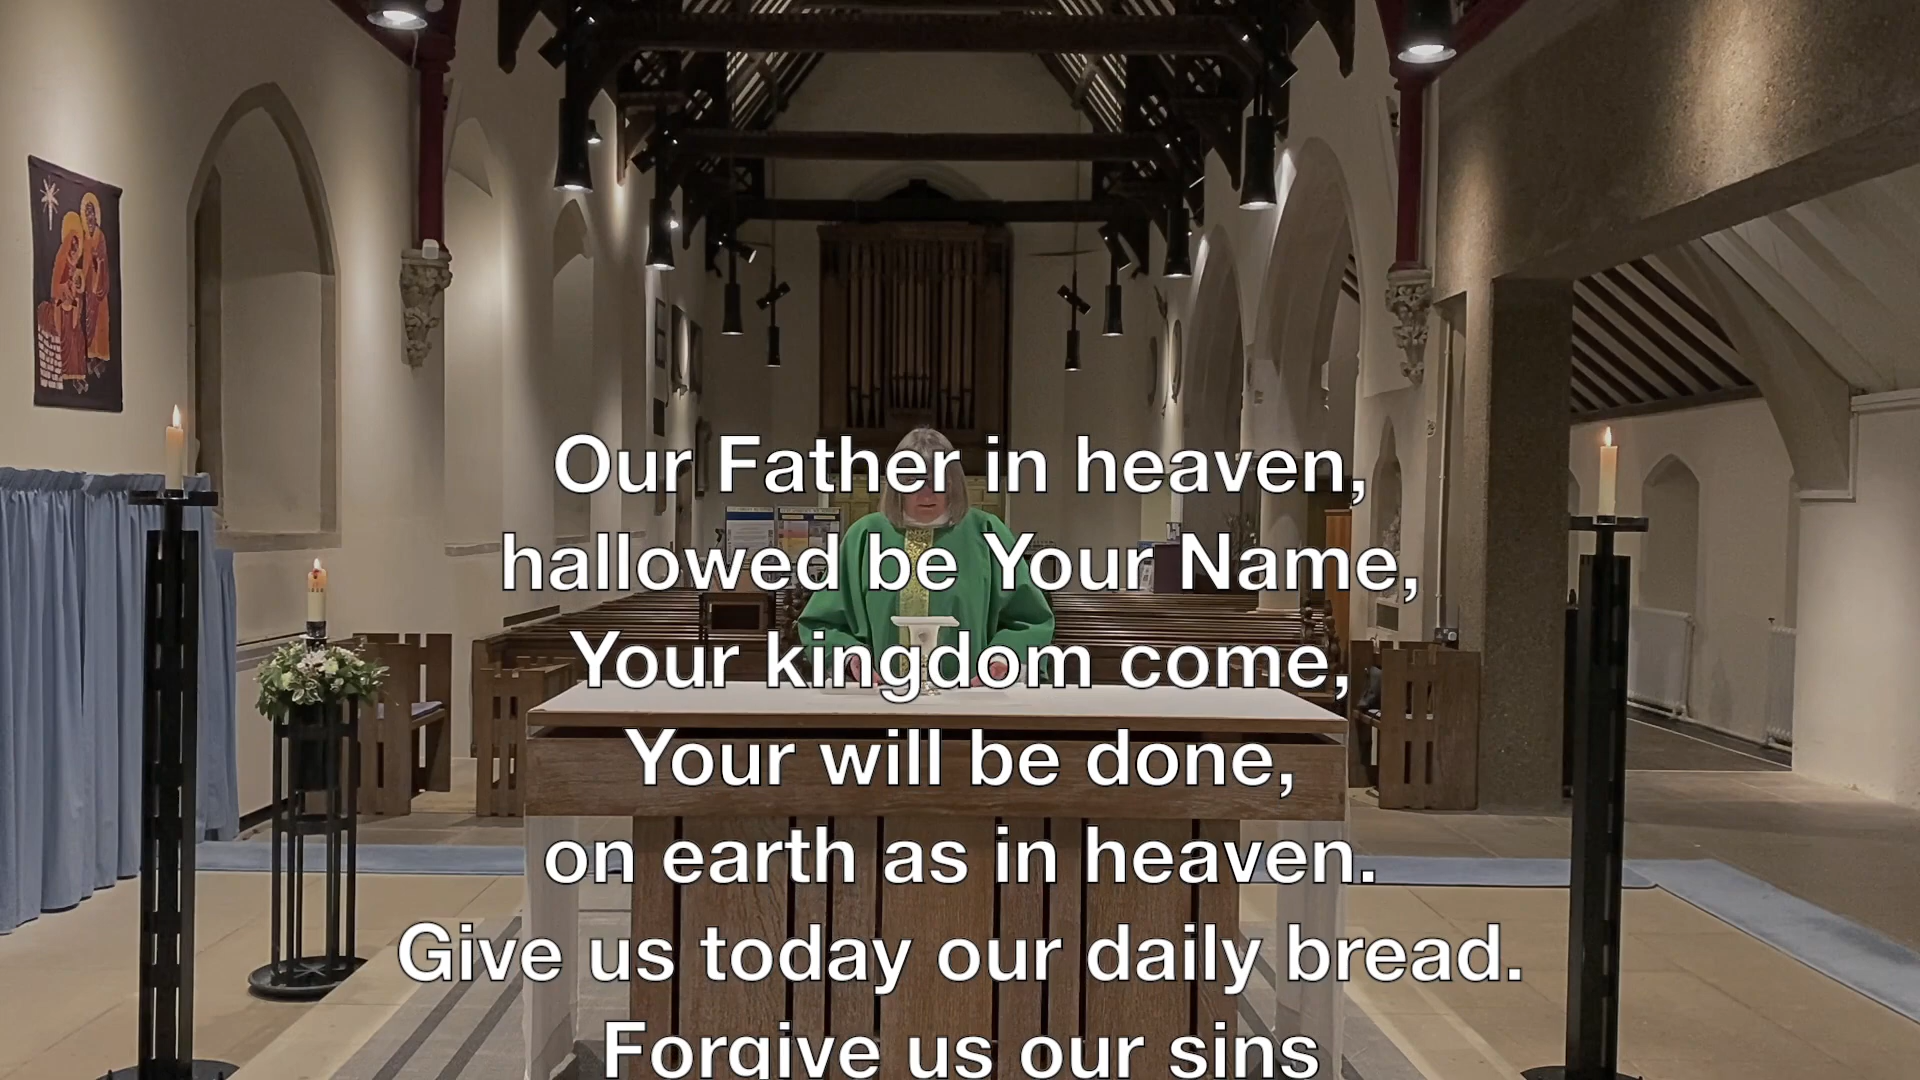 Our Father in heaven,
hallowed be Your Name,
Your kingdom come,
Your will be done,
on earth as in heaven.
Give us today our daily bread.
Forgive us our sins